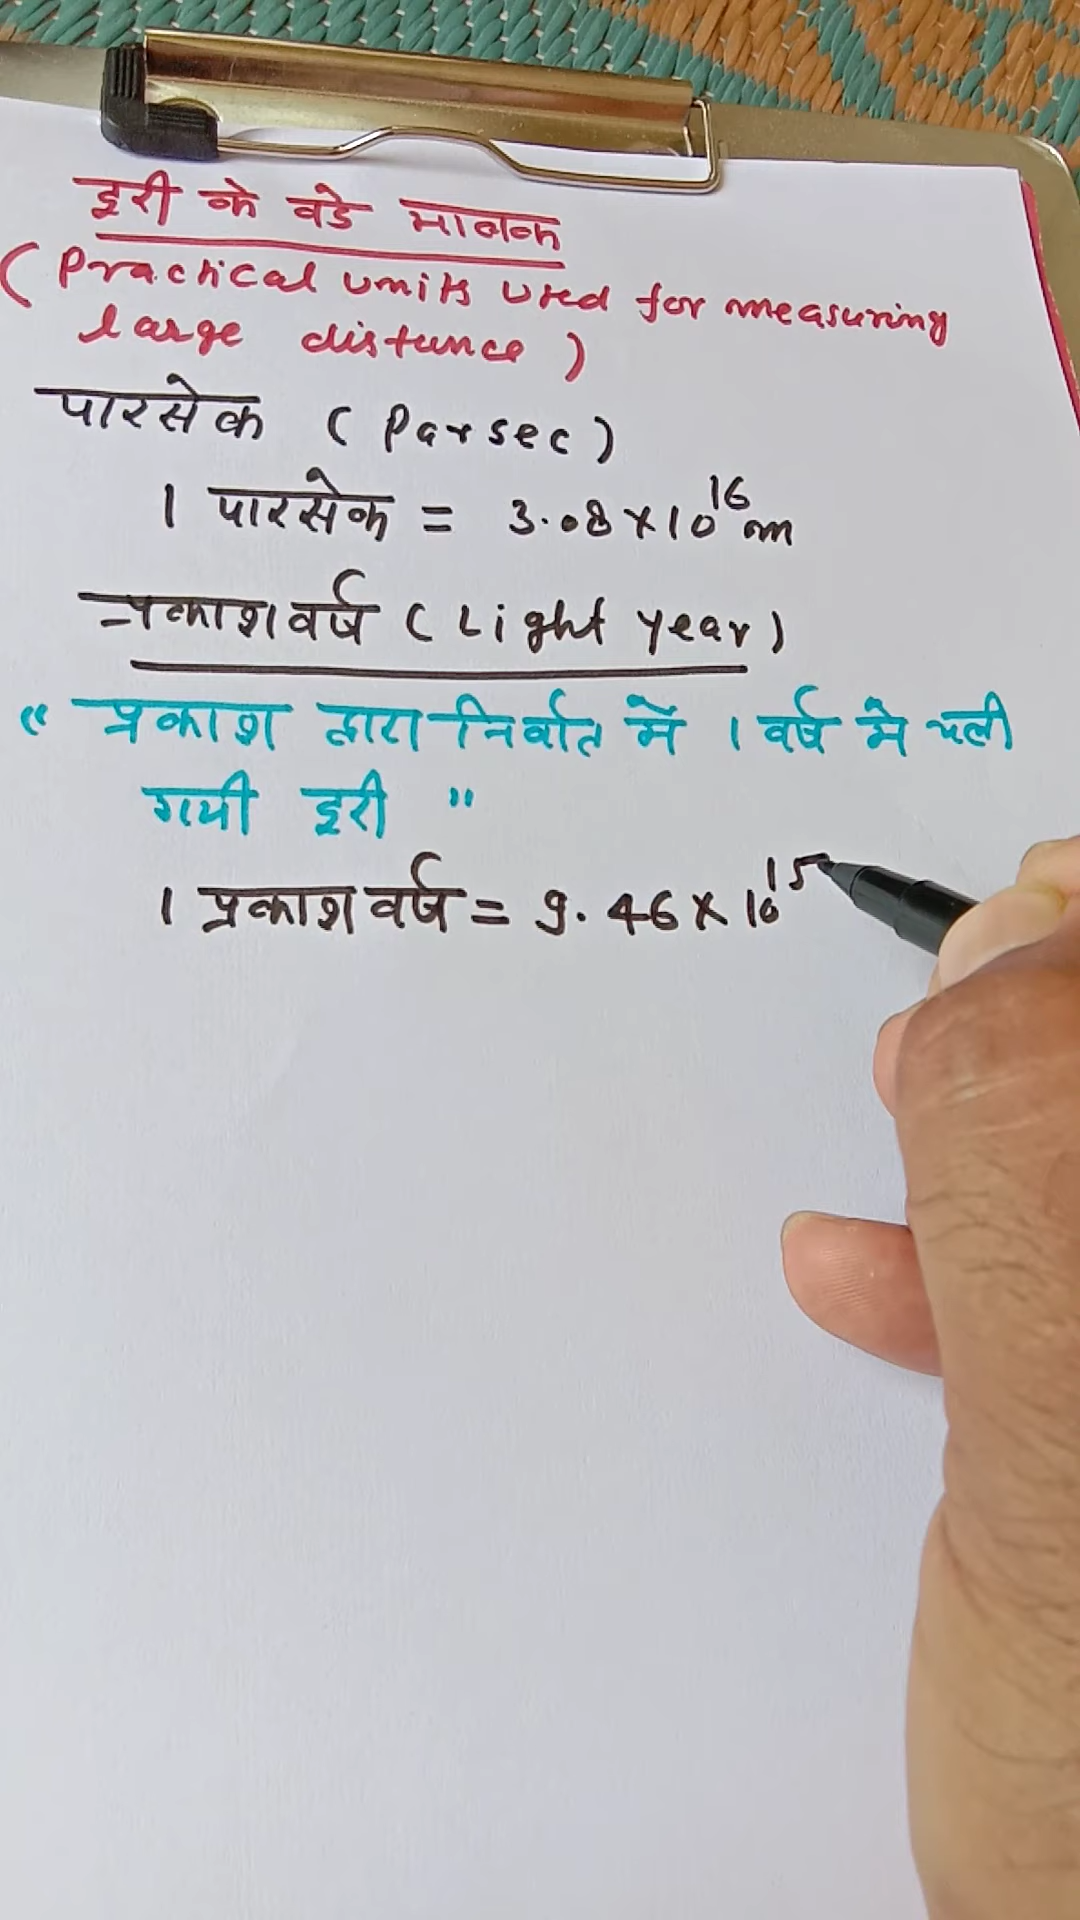 दूरी के बडे मात्रक
(Practical units used for measuring
large distance)
पारसेक (Parsec)
1 पारसेक = 3.08×10¹⁶m
प्रकाशवर्ष (Light year)
“ प्रकाश द्वारा निर्वात में 1 वर्ष मे चली
गयी दूरी ”
1 प्रकाशवर्ष = 9.46×10¹⁵